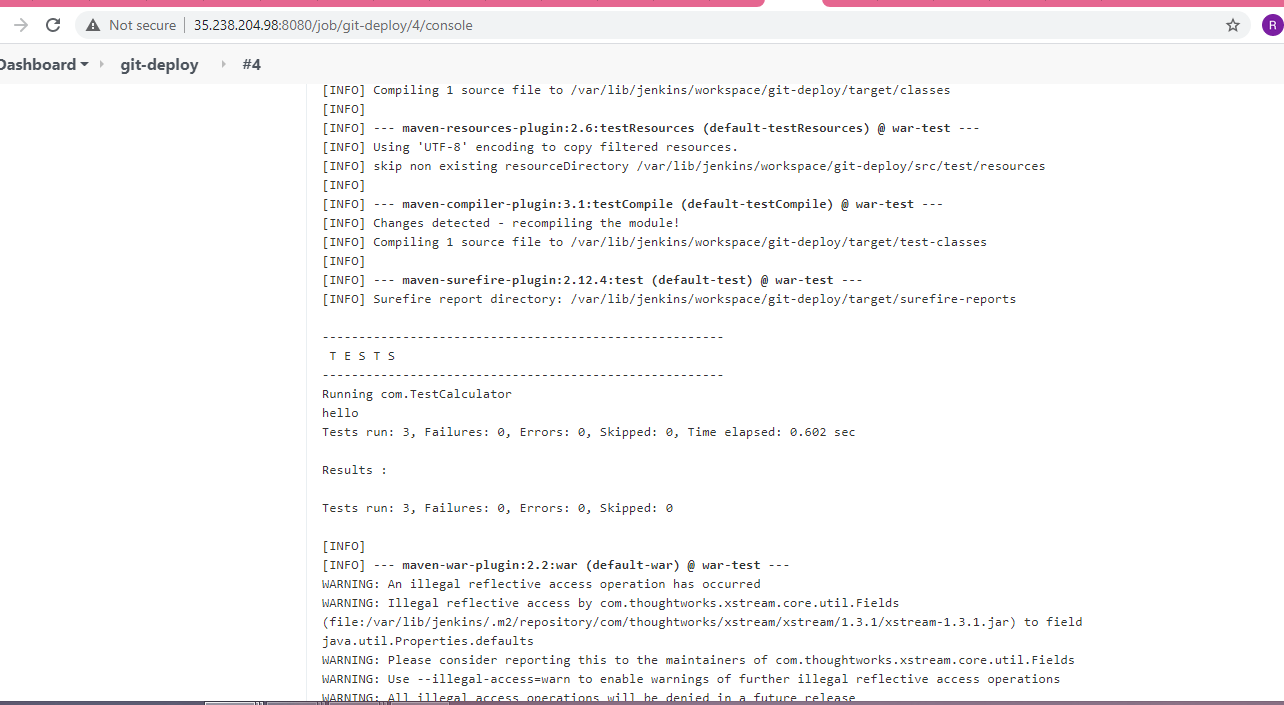 Not secure | 35.238.204.98:8080/job/git-deploy/4/console
R
Dashboard git-deploy #4
[INFO] Compiling 1 source file to /var/lib/jenkins/workspace/git-deploy/target/classes
[INFO]
[INFO] --- maven-resources-plugin:2.6:testResources (default-testResources) @ war-test ---
[INFO] Using 'UTF-8' encoding to copy filtered resources.
[INFO] skip non existing resourceDirectory /var/lib/jenkins/workspace/git-deploy/src/test/resources
[INFO]
[INFO] --- maven-compiler-plugin:3.1:testCompile (default-testCompile) @ war-test ---
[INFO] Changes detected - recompiling the module!
[INFO] Compiling 1 source file to /var/lib/jenkins/workspace/git-deploy/target/test-classes
[INFO]
[INFO] --- maven-surefire-plugin:2.12.4:test (default-test) @ war-test ---
[INFO] Surefire report directory: /var/lib/jenkins/workspace/git-deploy/target/surefire-reports
-------------------------------------------------------
T E S T S
-------------------------------------------------------
Running com.TestCalculator
hello
Tests run: 3, Failures: 0, Errors: 0, Skipped: 0, Time elapsed: 0.602 sec
Results :
Tests run: 3, Failures: 0, Errors: 0, Skipped: 0
[INFO]
[INFO] --- maven-war-plugin:2.2:war (default-war) @ war-test ---
WARNING: An illegal reflective access operation has occurred
WARNING: Illegal reflective access by com.thoughtworks.xstream.core.util.Fields
(file:/var/lib/jenkins/.m2/repository/com/thoughtworks/xstream/xstream/1.3.1/xstream-1.3.1.jar) to field
java.util.Properties.defaults
WARNING: Please consider reporting this to the maintainers of com.thoughtworks.xstream.core.util.Fields
WARNING: Use --illegal-access=warn to enable warnings of further illegal reflective access operations
WARNING: All illegal access operations will be denied in a future release